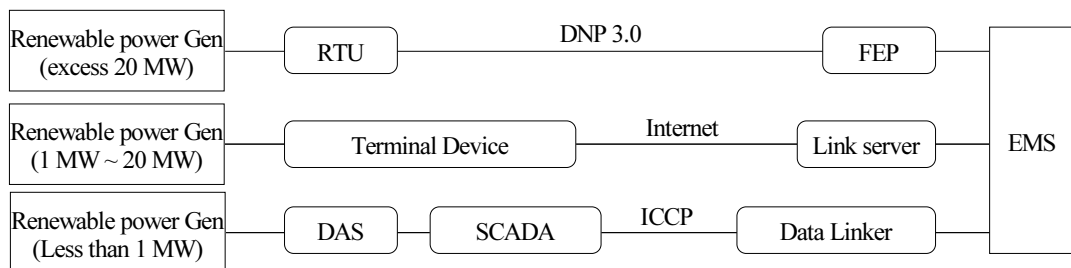 Renewable power Gen
(excess 20 MW)
RTU
DNP 3.0
FEP
Renewable power Gen
(1 MW ~ 20 MW)
Terminal Device
Internet
Link server
EMS
Renewable power Gen
(Less than 1 MW)
DAS
SCADA
ICCP
Data Linker